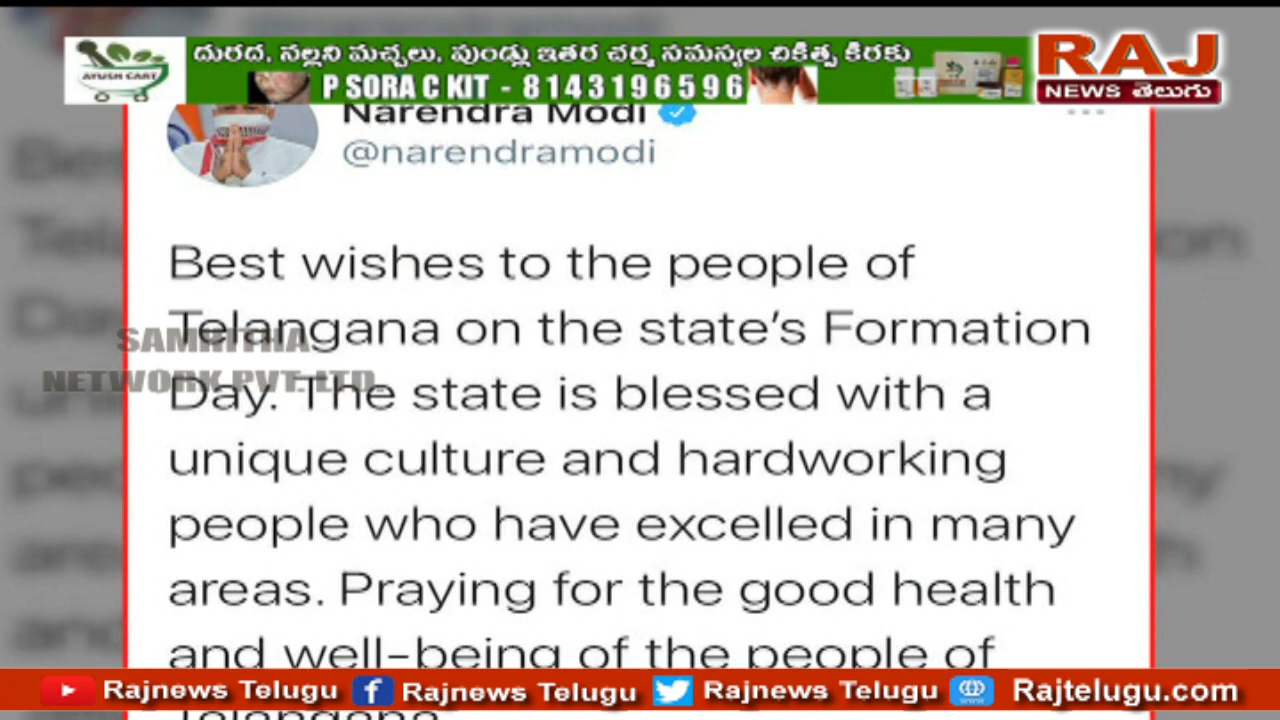 దురద, నల్లని మచ్చలు, పుండ్లు ఇతర చర్మ సమస్యల చికిత్స కొరకు
AYUSH CART
P SORA C KIT - 8143196596
RAJ
NEWS తెలుగు
Narendra Modi
@narendramodi
Best wishes to the people of
Telangana on the state's Formation
Day. The state is blessed with a
unique culture and hardworking
people who have excelled in many
areas. Praying for the good health
and well-being of the people of
Telangana
SAMHITHA
NETWORK PVT. LTD.
Rajnews Telugu
Rajnews Telugu
Rajnews Telugu
Rajtelugu.com